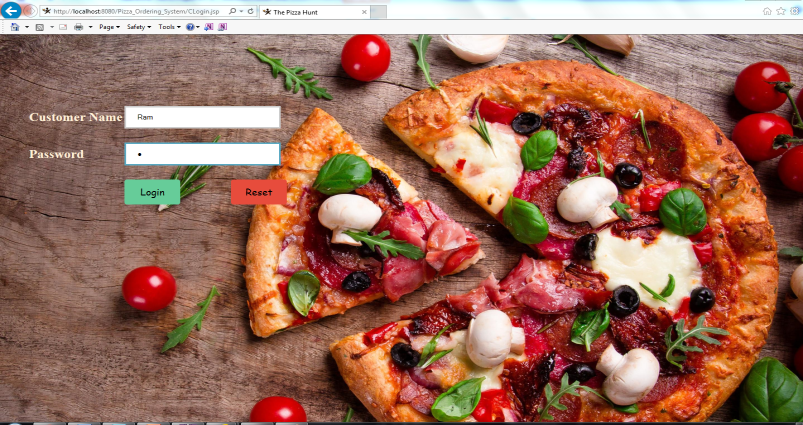 http://localhost:8080/Pizza_Ordering_System/CLogin.jsp
The Pizza Hunt
Page
Safety
Tools
Customer Name
Ram
Password
Login
Reset